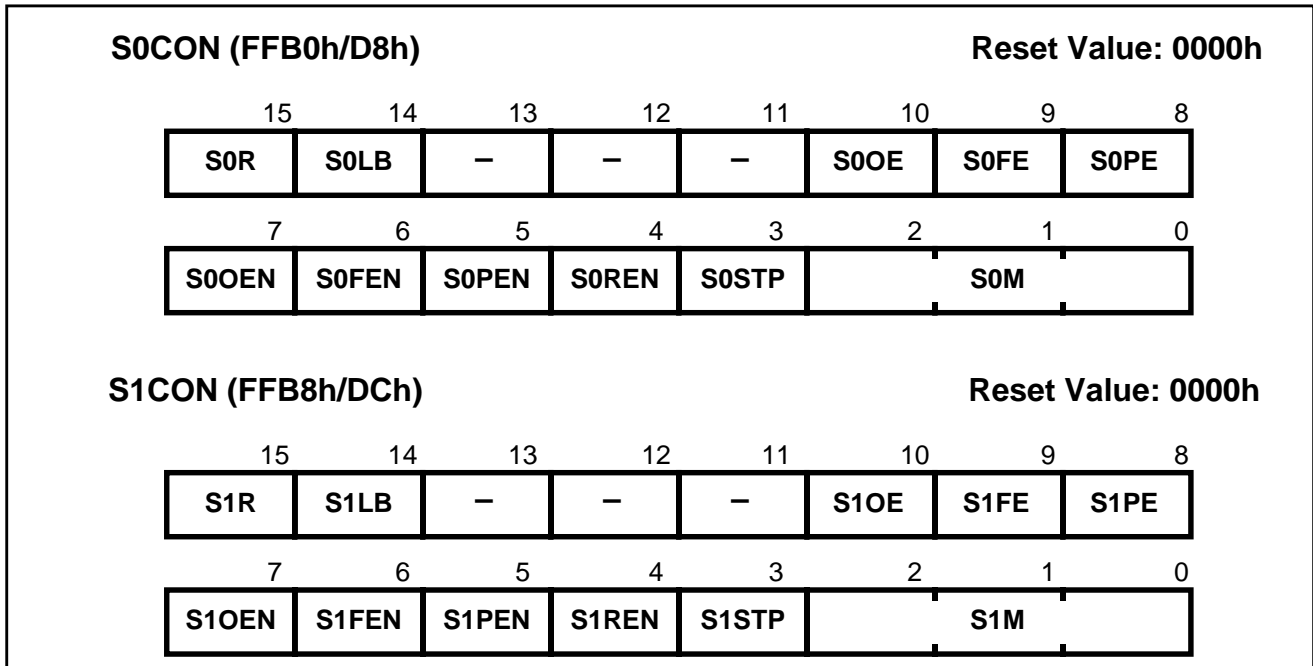 S0CON (FFB0h/D8h) Reset Value: 0000h
15 14 13 12 11 10 9 8
S0R S0LB – – – S0OE S0FE S0PE
7 6 5 4 3 2 1 0
S0OEN S0FEN S0PEN S0REN S0STP S0M
S1CON (FFB8h/DCh) Reset Value: 0000h
15 14 13 12 11 10 9 8
S1R S1LB – – – S1OE S1FE S1PE
7 6 5 4 3 2 1 0
S1OEN S1FEN S1PEN S1REN S1STP S1M